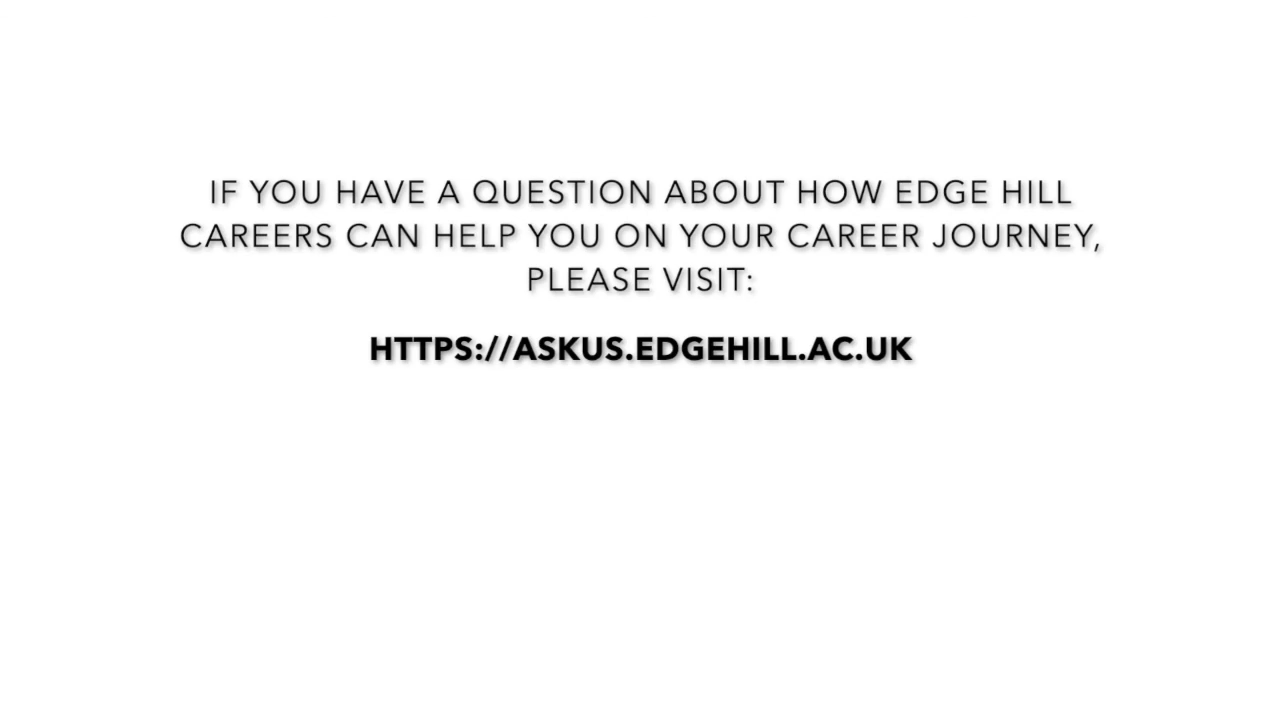 IF YOU HAVE A QUESTION ABOUT HOW EDGE HILL
CAREERS CAN HELP YOU ON YOUR CAREER JOURNEY,
PLEASE VISIT:
HTTPS://ASKUS.EDGEHILL.AC.UK